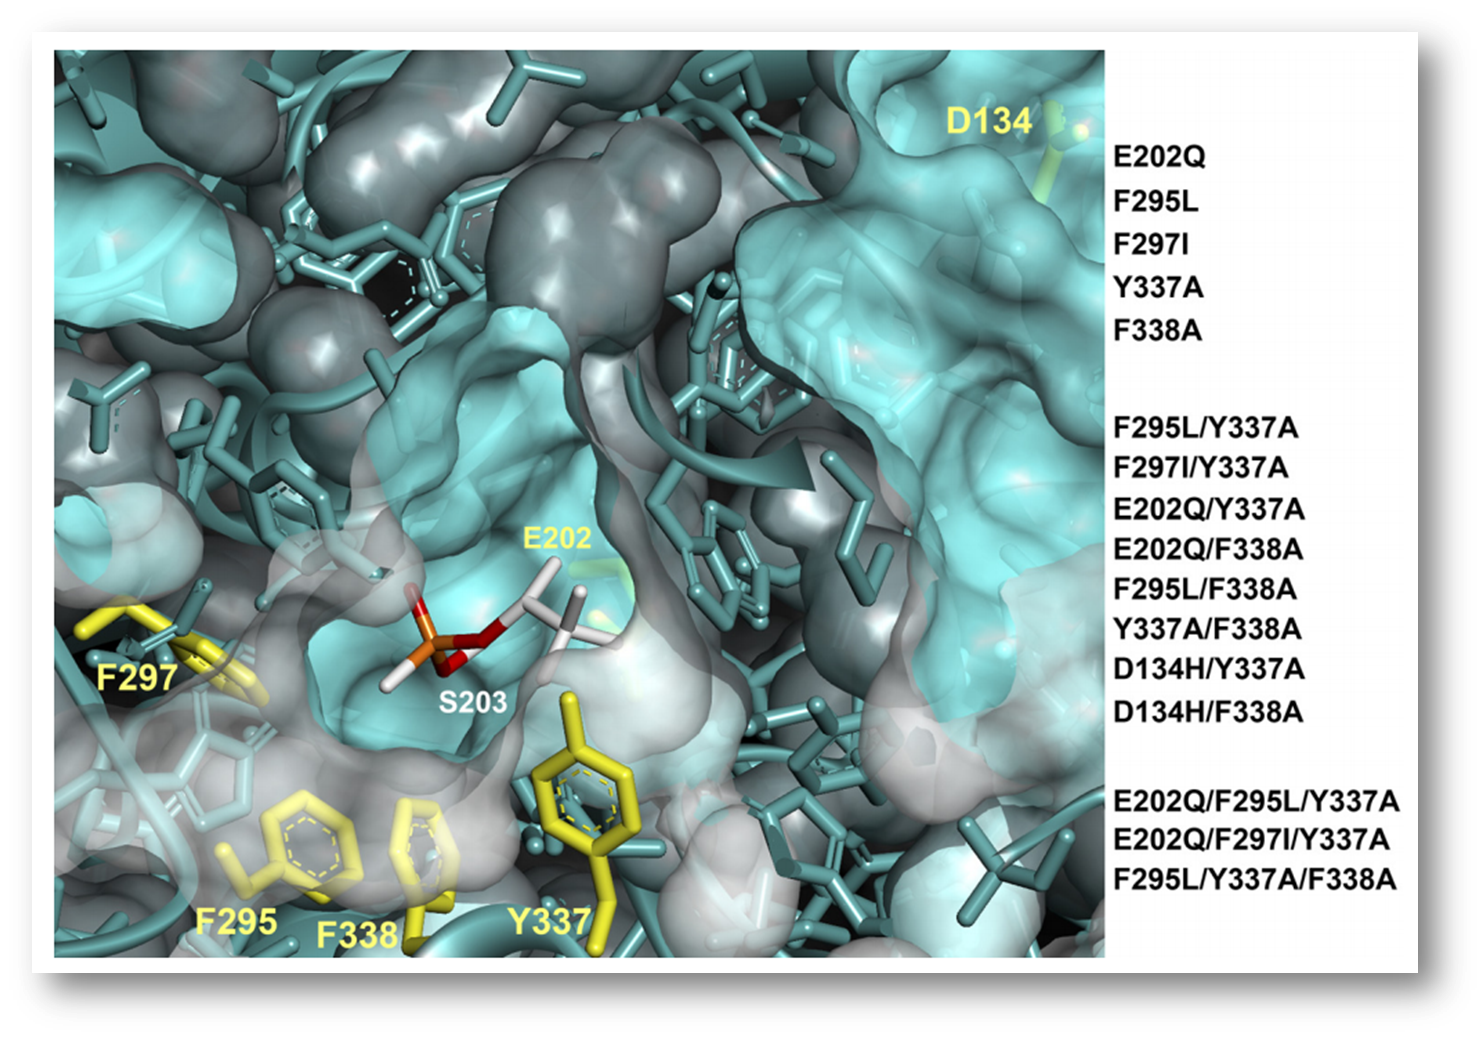 D134
E202
F297
S203
F295
F338
Y337
E202Q
F295L
F297I
Y337A
F338A
F295L/Y337A
F297I/Y337A
E202Q/Y337A
E202Q/F338A
F295L/F338A
Y337A/F338A
D134H/Y337A
D134H/F338A
E202Q/F295L/Y337A
E202Q/F297I/Y337A
F295L/Y337A/F338A